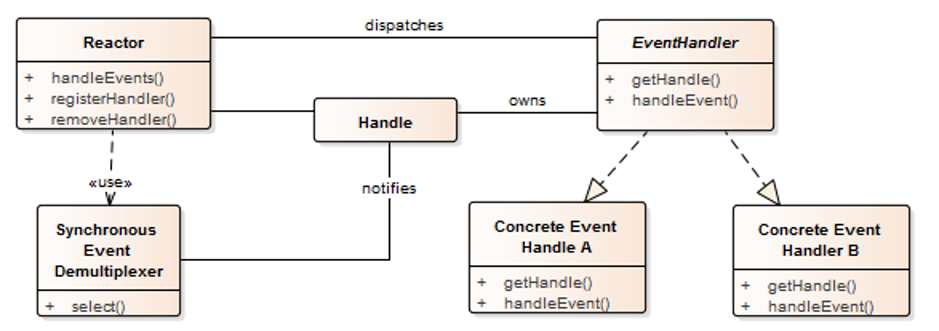 dispatches
Reactor
+ handleEvents()
+ registerHandler()
+ removeHandler()
EventHandler
+ getHandle()
+ handleEvent()
owns
Handle
«use»
notifies
Synchronous
Event
Demultiplexer
+ select()
Concrete Event
Handle A
+ getHandle()
+ handleEvent()
Concrete Event
Handler B
+ getHandle()
+ handleEvent()